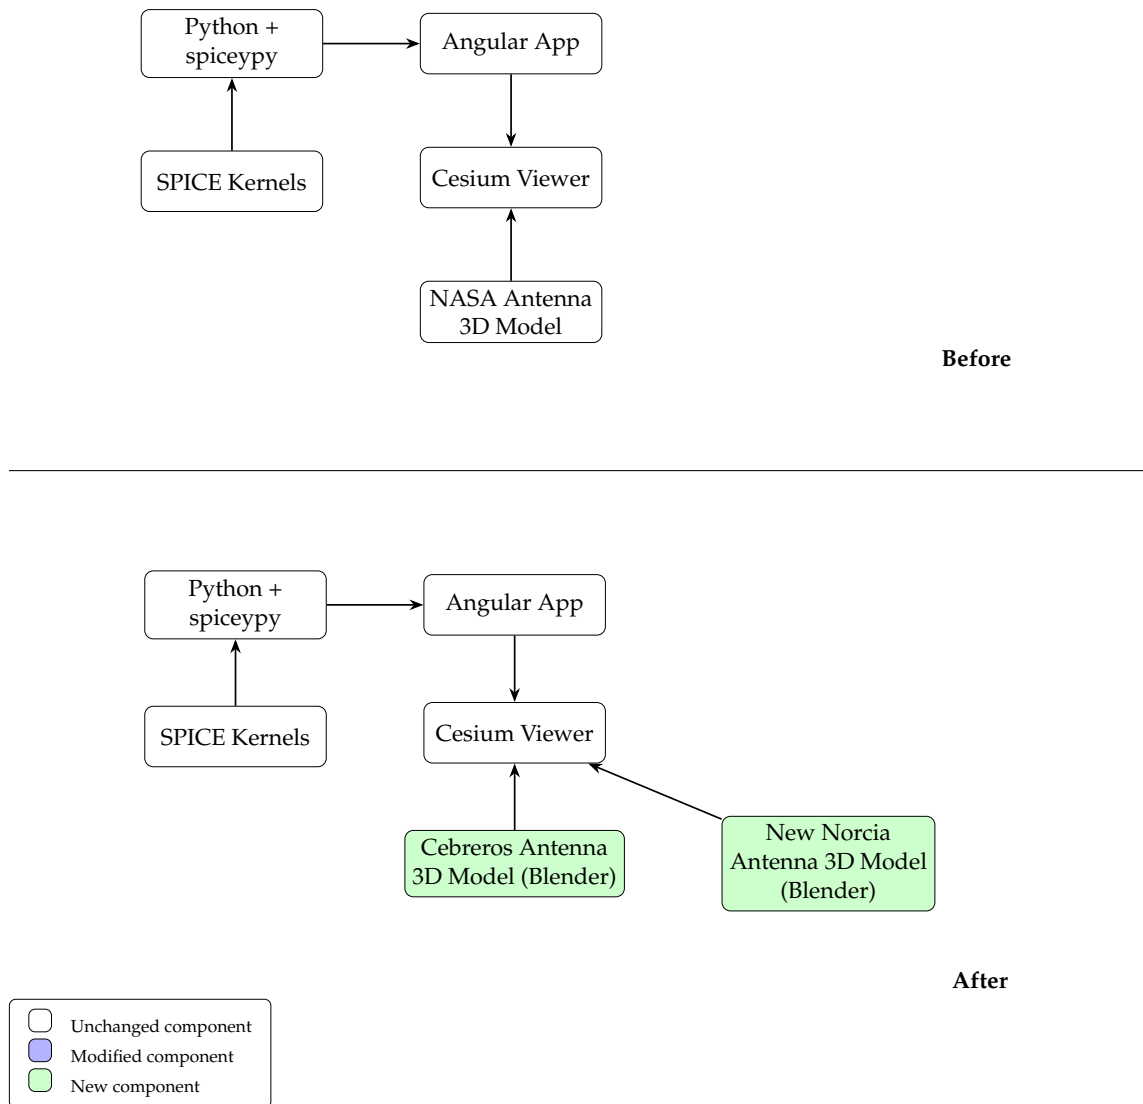 Python +
spiceypy
Angular App
SPICE Kernels
Cesium Viewer
NASA Antenna
3D Model
Before
Python +
spiceypy
Angular App
SPICE Kernels
Cesium Viewer
Cebreros Antenna
3D Model (Blender)
New Norcia
Antenna 3D Model
(Blender)
After
Unchanged component
Modified component
New component